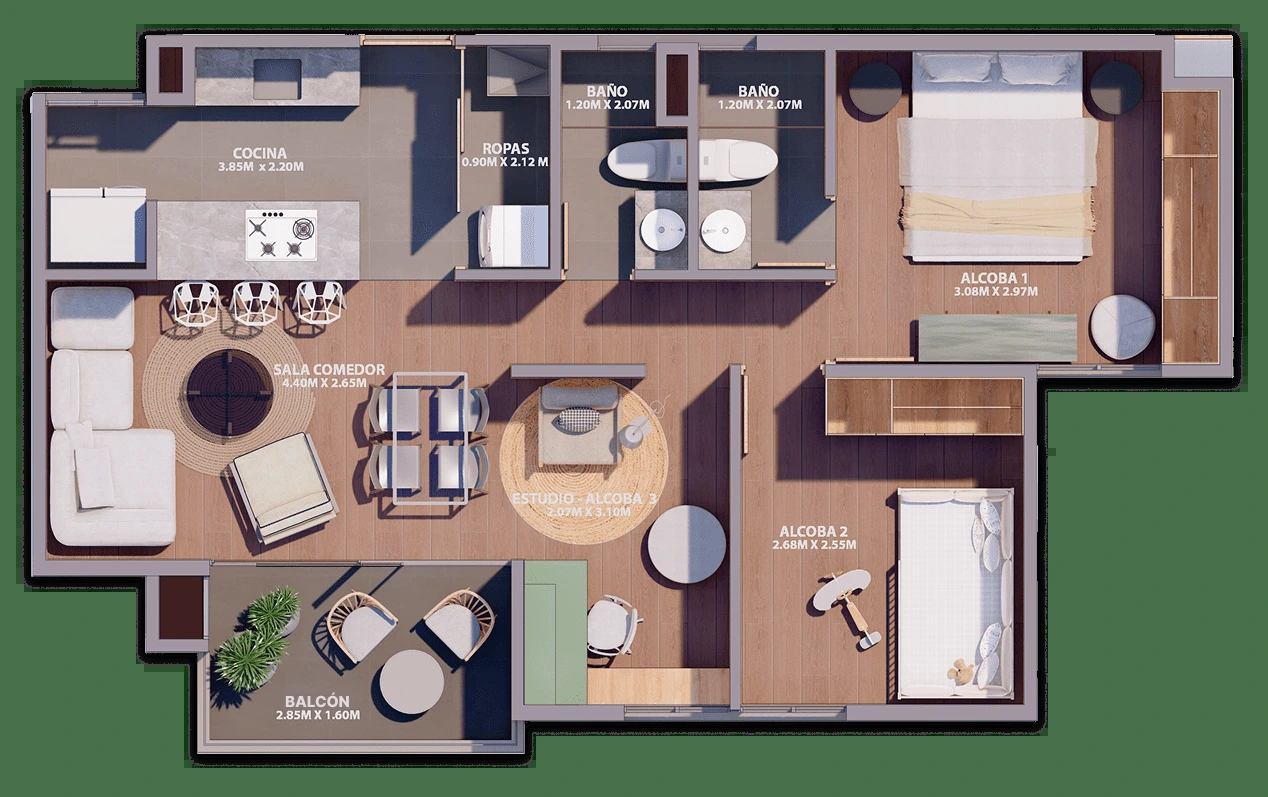 BAÑO
1.20M X 2.07M
BAÑO
1.20M X 2.07M
COCINA
3.85M x 2.20M
ROPAS
0.90M X 2.12 M
ALCOBA 1
3.08M X 2.97M
SALA COMEDOR
4.40M X 2.65M
ESTUDIO - ALCOBA 3
2.07M X 3.10M
ALCOBA 2
2.68M X 2.55M
BALCÓN
2.85M X 1.60M